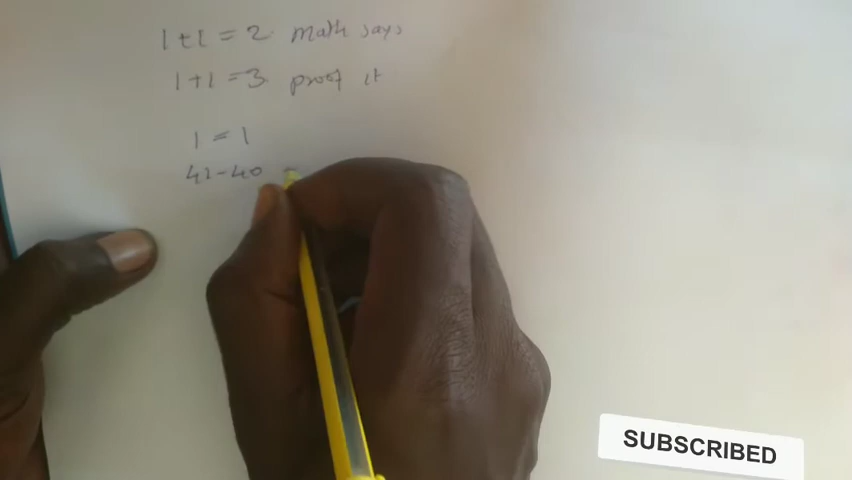 1+1=2 math says
1+1=3 proof it
1 = 1
41-40 =
SUBSCRIBED